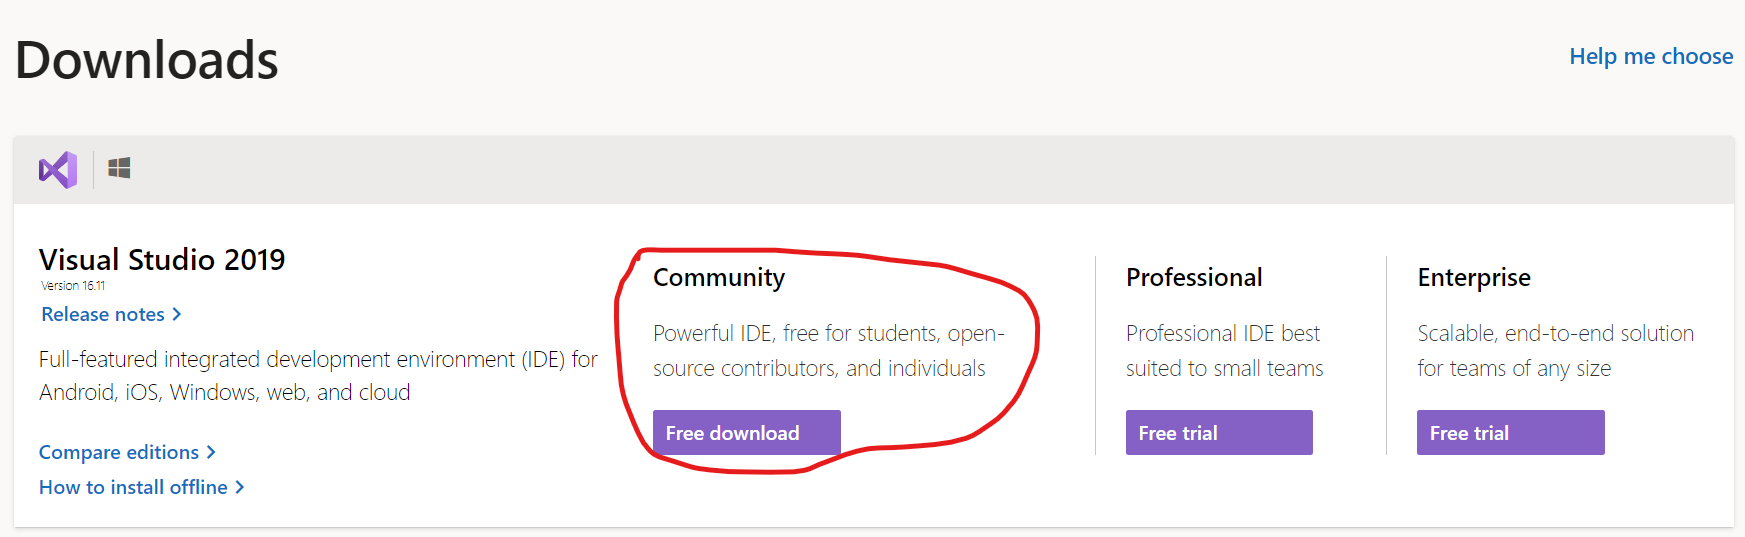 Downloads
Help me choose
Visual Studio 2019
Version 16.11
Release notes
Full-featured integrated development environment (IDE) for
Android, iOS, Windows, web, and cloud
Compare editions
How to install offline
Community
Powerful IDE, free for students, open-
source contributors, and individuals
Free download
Professional
Professional IDE best
suited to small teams
Free trial
Enterprise
Scalable, end-to-end solution
for teams of any size
Free trial